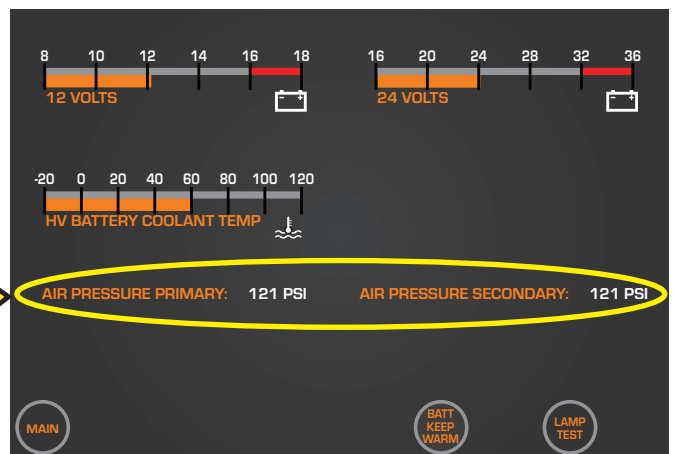 8 10 12 14 16 18
12 VOLTS
- +
16 20 24 28 32 36
24 VOLTS
- +
-20 0 20 40 60 80 100 120
HV BATTERY COOLANT TEMP
AIR PRESSURE PRIMARY: 121 PSI
AIR PRESSURE SECONDARY: 121 PSI
MAIN
BATT
KEEP
WARM
LAMP
TEST